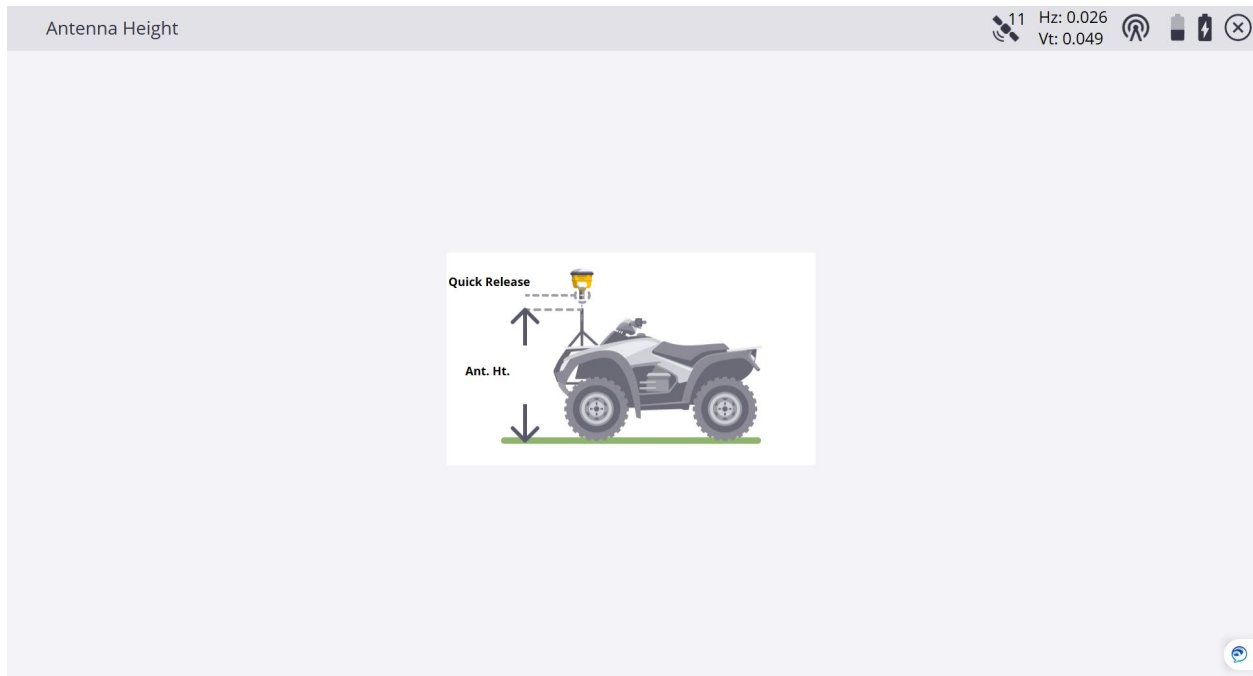 Antenna Height
11
Hz: 0.026
Vt: 0.049
Quick Release
Ant. Ht.